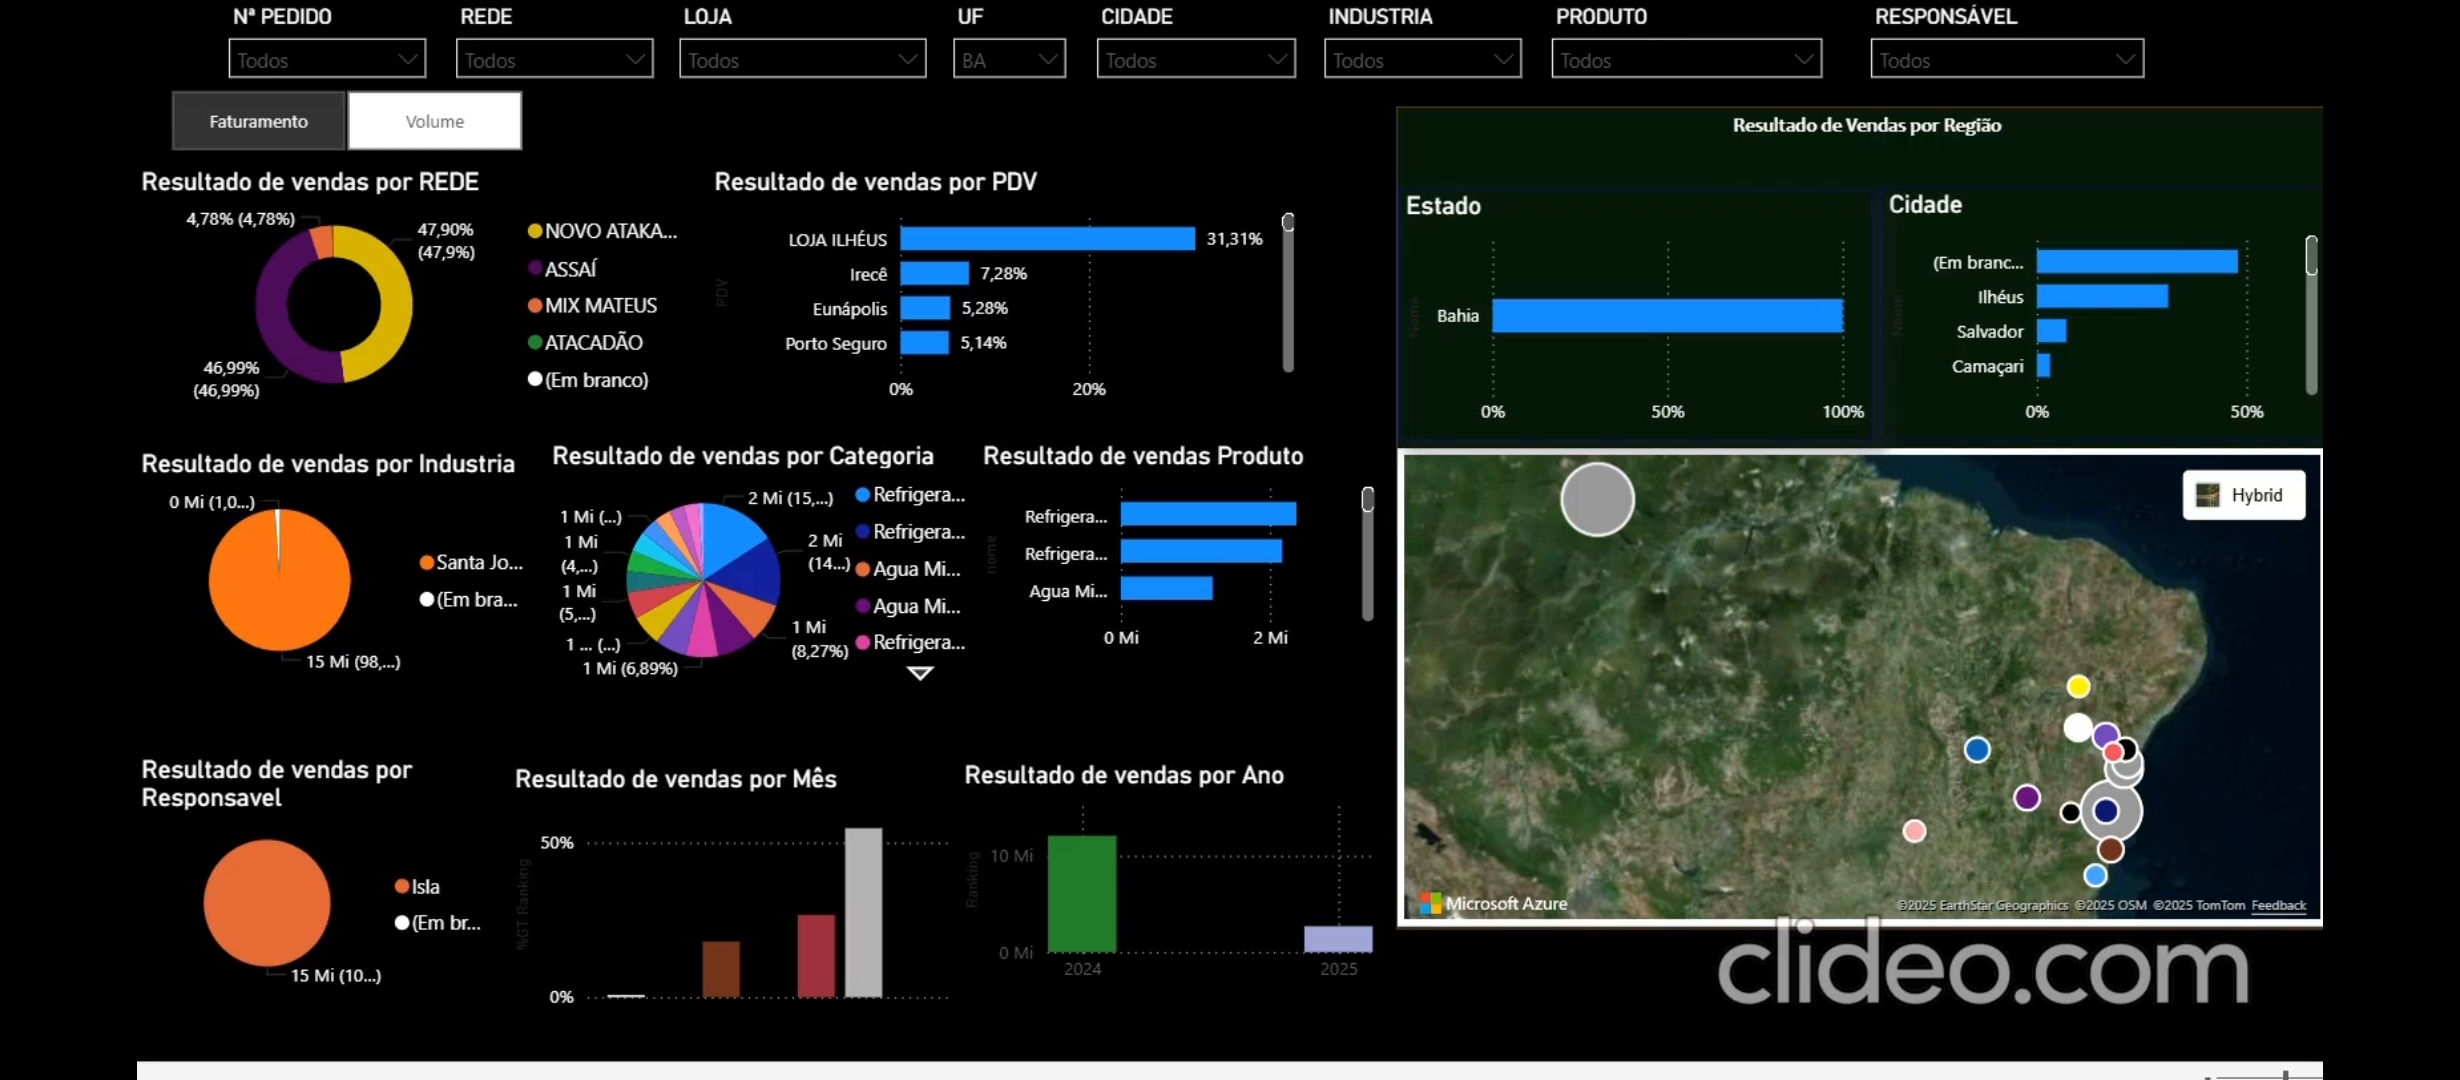 Nª PEDIDO
REDE
LOJA
UF
CIDADE
INDUSTRIA
PRODUTO
RESPONSÁVEL
Todos
Todos
Todos
BA
Todos
Todos
Todos
Todos
Faturamento
Volume
Resultado de vendas por REDE
4,78% (4,78%)
47,90%
(47,9%)
46,99%
(46,99%)
NOVO ATAKA...
ASSAÍ
MIX MATEUS
ATACADÃO
(Em branco)
Resultado de vendas por PDV
PDV
LOJA ILHÉUS
31,31%
Irecê
7,28%
Eunápolis
5,28%
Porto Seguro
5,14%
0%
20%
Resultado de Vendas por Região
Estado
Nome
Bahia
0%
50%
100%
Cidade
Nome
(Em branc...
Ilhéus
Salvador
Camaçari
0%
50%
Resultado de vendas por Industria
0 Mi (1,0...)
15 Mi (98,...)
Santa Jo...
(Em bra...
Resultado de vendas por Categoria
2 Mi (15,...)
2 Mi
(14...)
1 Mi
(8,27%)
1 Mi (6,89%)
1 ... (...)
1 Mi
(5,...)
1 Mi
(4,...)
1 Mi (...)
Refrigera...
Refrigera...
Agua Mi...
Agua Mi...
Refrigera...
Resultado de vendas Produto
nome
Refrigera...
Refrigera...
Agua Mi...
0 Mi
2 Mi
Hybrid
Microsoft Azure
©2025 EarthStar Geographics ©2025 OSM ©2025 TomTom Feedback
Resultado de vendas por
Responsavel
Isla
(Em br...
15 Mi (10...)
Resultado de vendas por Mês
%GT Ranking
50%
0%
Resultado de vendas por Ano
Ranking
10 Mi
0 Mi
2024
2025
clideo.com